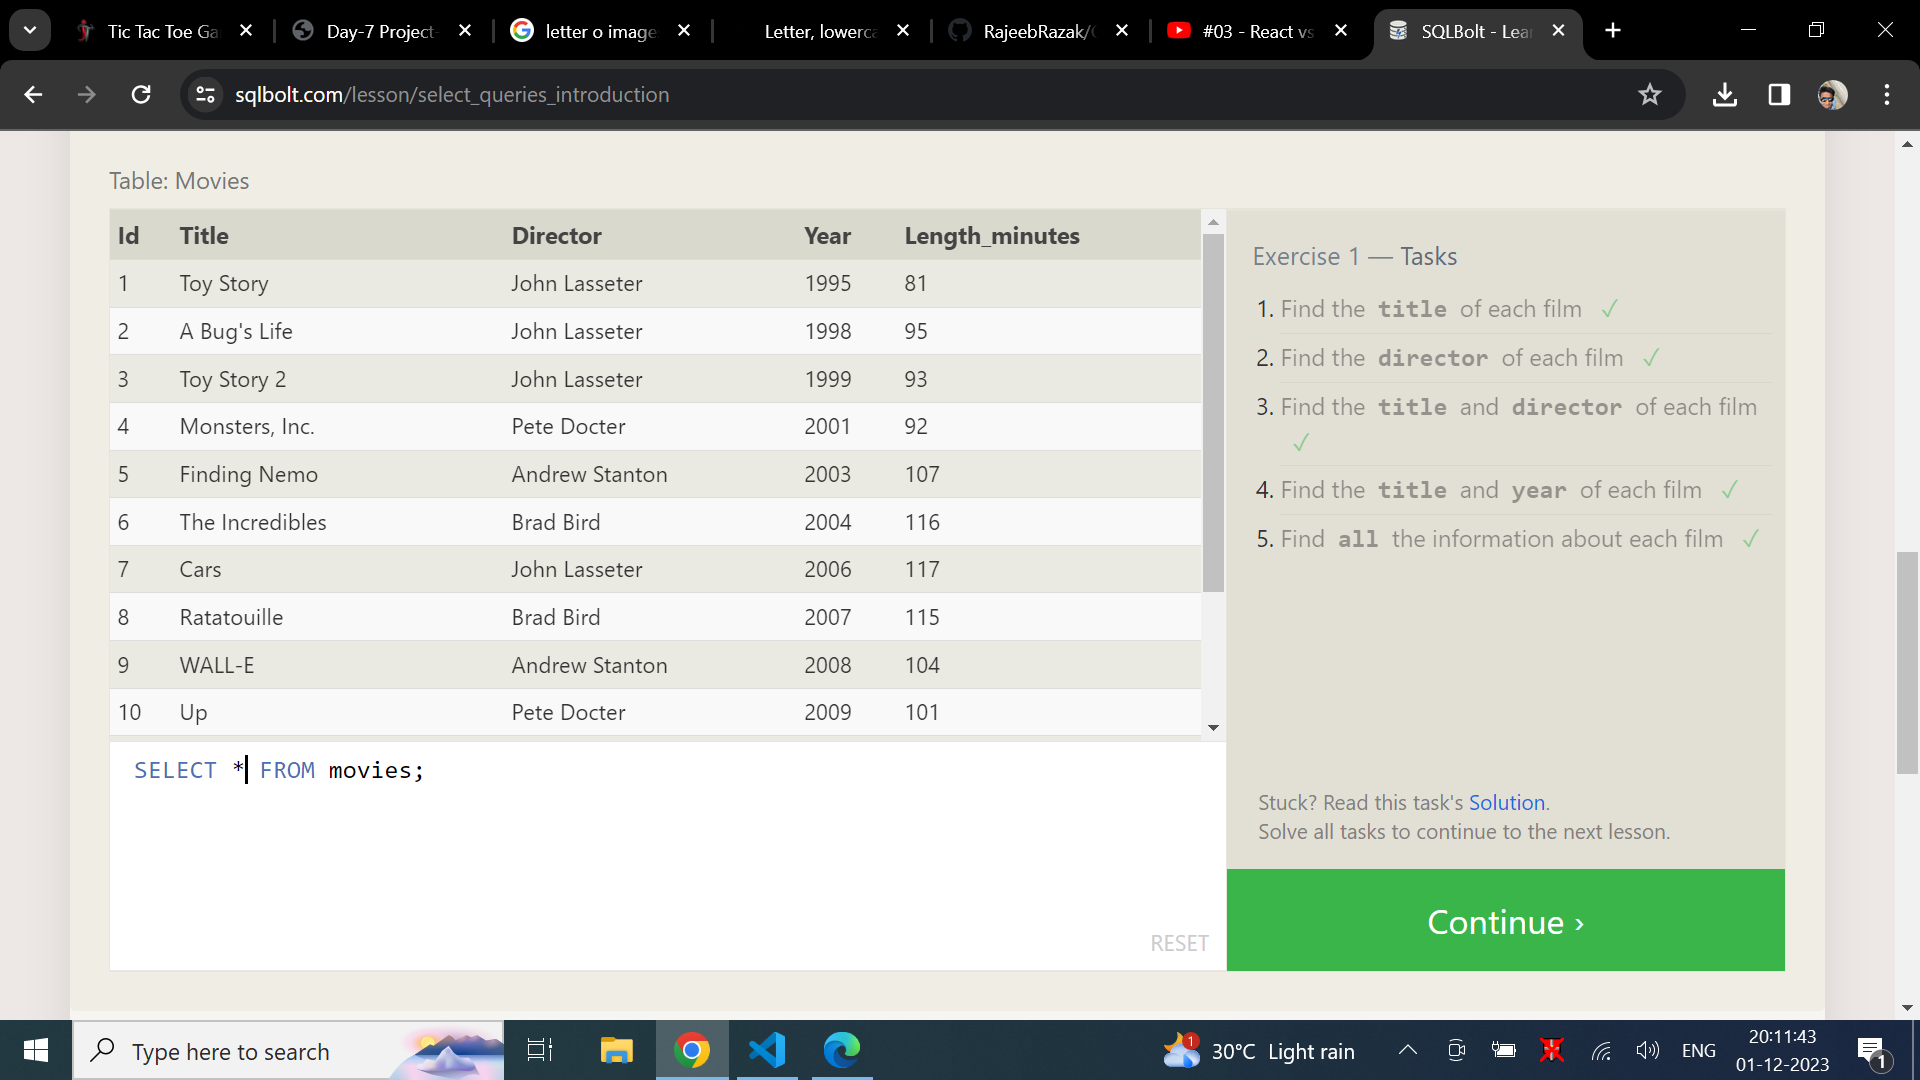 Tic Tac Toe Ga
Day-7 Project-
letter o image
Letter, lowerca
RajeebRazak/
#03 - React vs
SQLBolt - Lear
sqlbolt.com/lesson/select_queries_introduction
Table: Movies
Id Title Director Year Length_minutes
1 Toy Story John Lasseter 1995 81
2 A Bug's Life John Lasseter 1998 95
3 Toy Story 2 John Lasseter 1999 93
4 Monsters, Inc. Pete Docter 2001 92
5 Finding Nemo Andrew Stanton 2003 107
6 The Incredibles Brad Bird 2004 116
7 Cars John Lasseter 2006 117
8 Ratatouille Brad Bird 2007 115
9 WALL-E Andrew Stanton 2008 104
10 Up Pete Docter 2009 101
SELECT * FROM movies;
RESET
Exercise 1 — Tasks
1. Find the title of each film ✓
2. Find the director of each film ✓
3. Find the title and director of each film
✓
4. Find the title and year of each film ✓
5. Find all the information about each film ✓
Stuck? Read this task's Solution.
Solve all tasks to continue to the next lesson.
Continue ›
Type here to search
1
30°C Light rain
ENG
20:11:43
01-12-2023
1